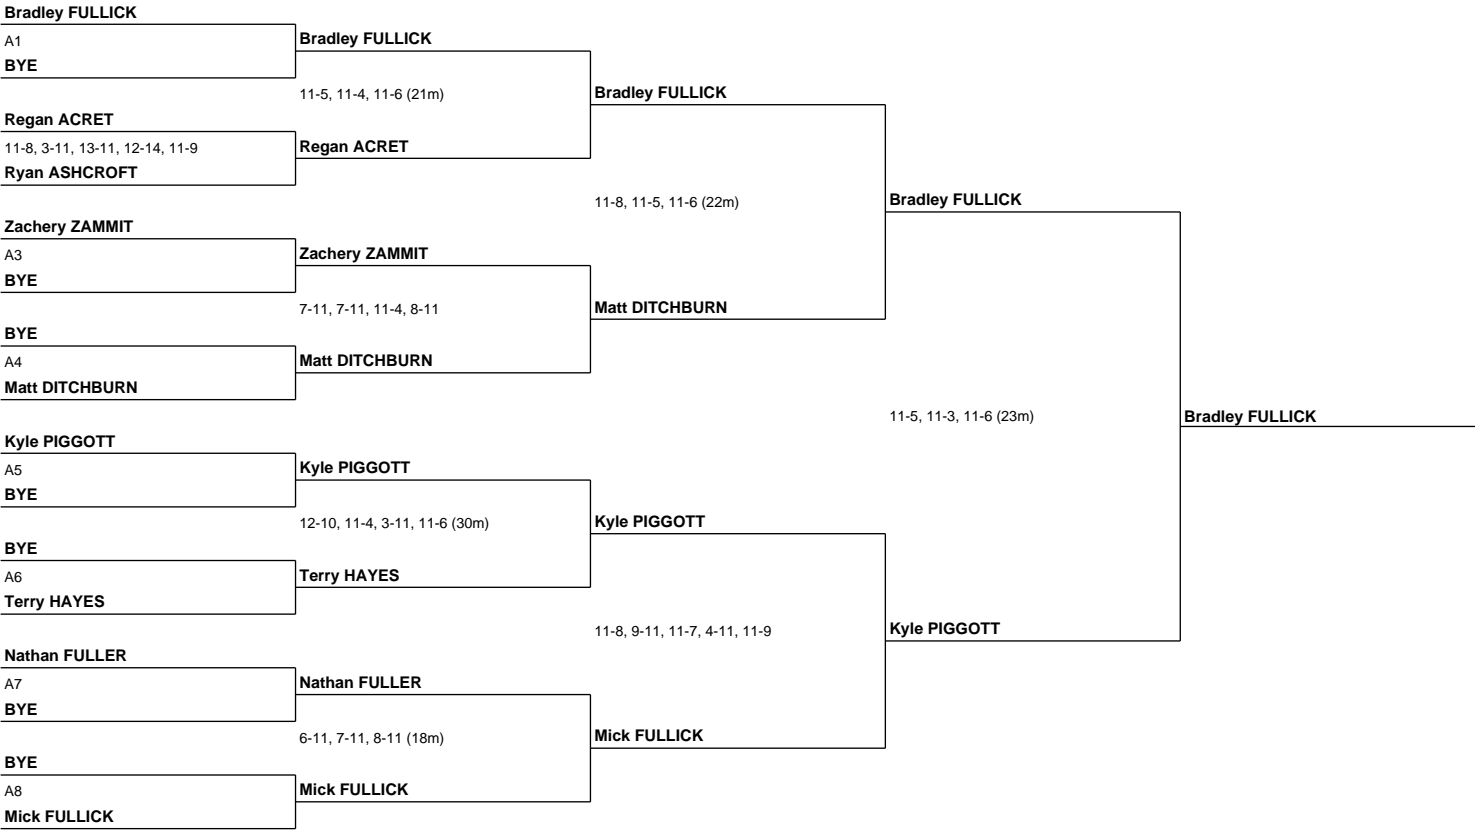 Bradley FULLICK
A1
BYE
Regan ACRET
11-8, 3-11, 13-11, 12-14, 11-9
Ryan ASHCROFT
Zachery ZAMMIT
A3
BYE
BYE
A4
Matt DITCHBURN
Kyle PIGGOTT
A5
BYE
BYE
A6
Terry HAYES
Nathan FULLER
A7
BYE
BYE
A8
Mick FULLICK
Bradley FULLICK
11-5, 11-4, 11-6 (21m)
Regan ACRET
Zachery ZAMMIT
7-11, 7-11, 11-4, 8-11
Matt DITCHBURN
Kyle PIGGOTT
12-10, 11-4, 3-11, 11-6 (30m)
Terry HAYES
Nathan FULLER
6-11, 7-11, 8-11 (18m)
Mick FULLICK
Bradley FULLICK
11-8, 11-5, 11-6 (22m)
Matt DITCHBURN
Kyle PIGGOTT
11-8, 9-11, 11-7, 4-11, 11-9
Mick FULLICK
Bradley FULLICK
11-5, 11-3, 11-6 (23m)
Kyle PIGGOTT
Bradley FULLICK